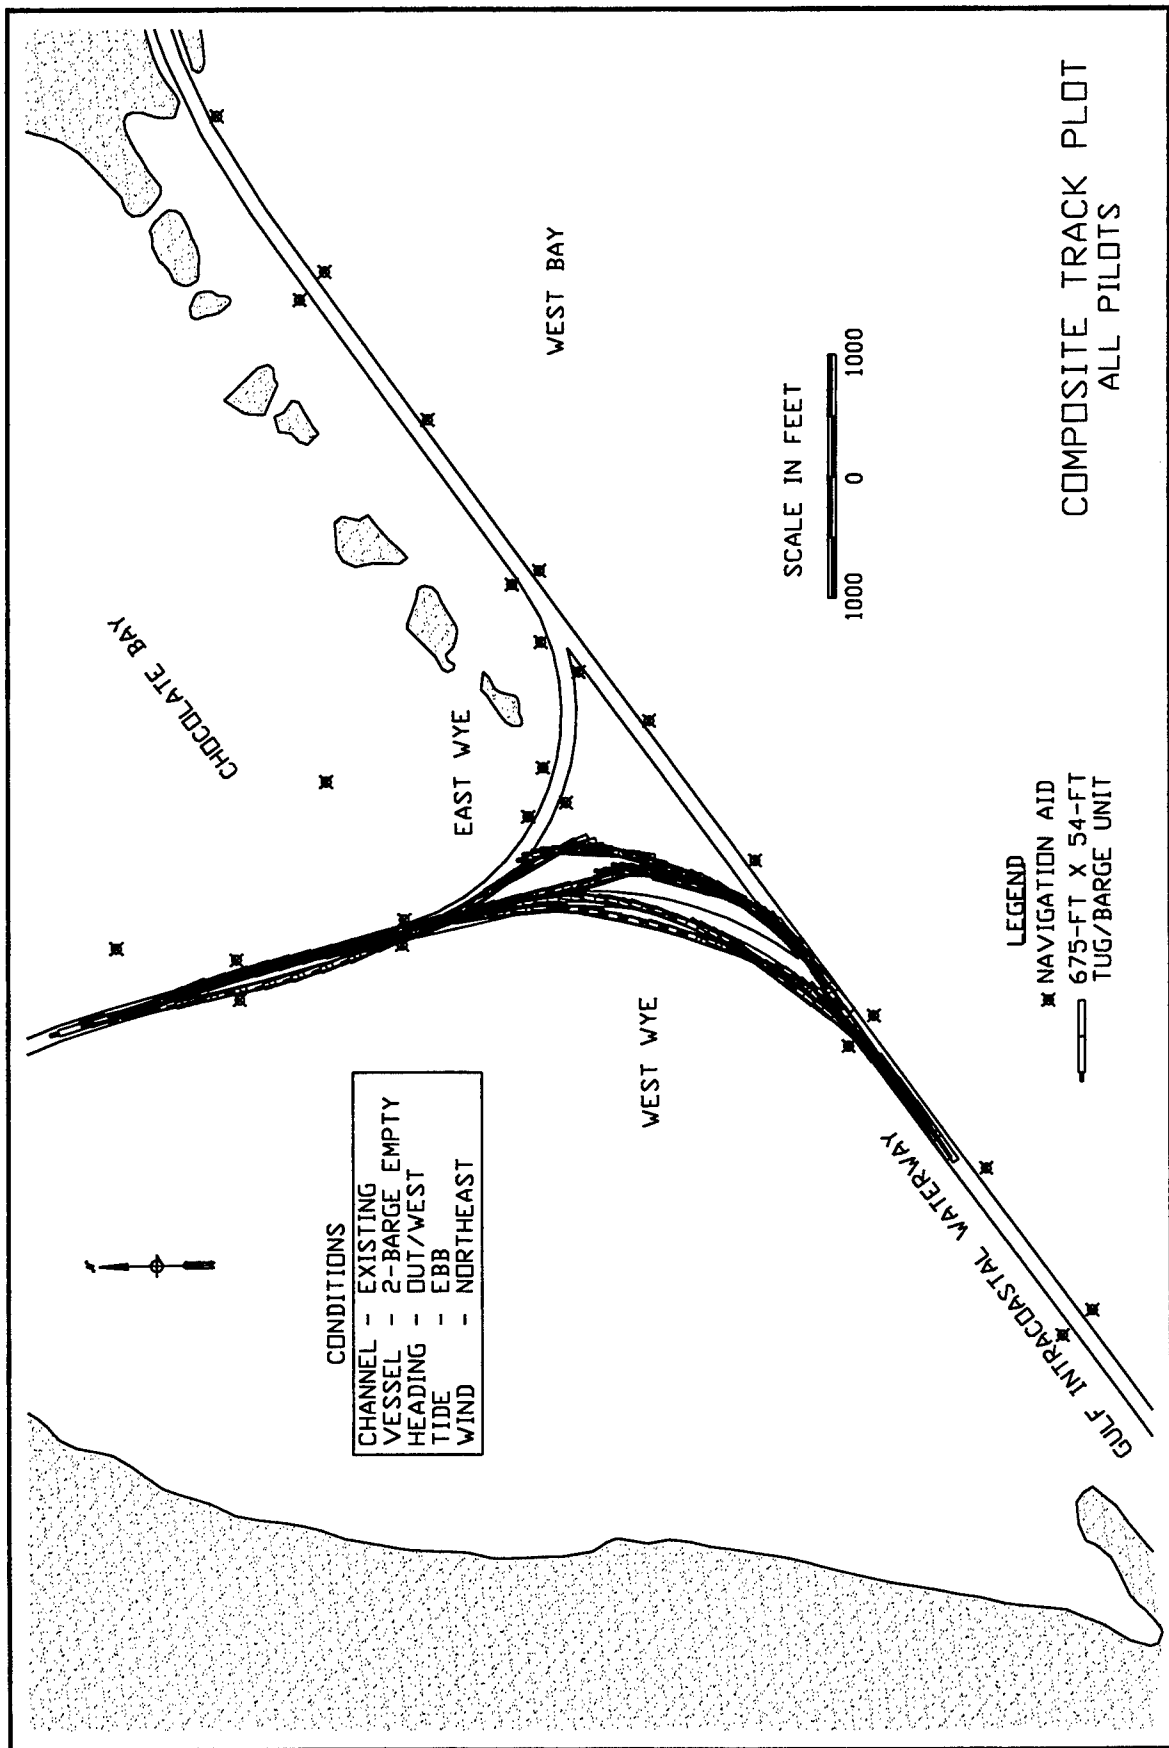 CHOCOLATE BAY
EAST WYE
WEST BAY
WEST WYE
GULF INTRACOASTAL WATERWAY
CONDITIONS
CHANNEL - EXISTING
VESSEL - 2-BARGE EMPTY
HEADING - OUT/WEST
TIDE - EBB
WIND - NORTHEAST
SCALE IN FEET
1000 0 1000
LEGEND
NAVIGATION AID
675-FT X 54-FT
TUG/BARGE UNIT
COMPOSITE TRACK PLOT
ALL PILOTS